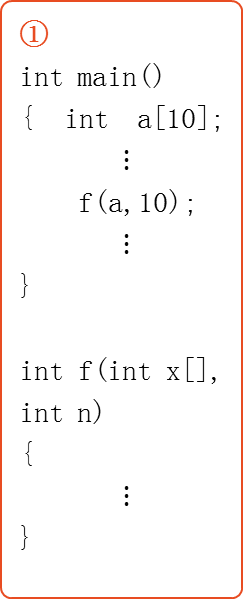 ①
int main()
{  int  a[10];
⋮
f(a,10);
⋮
}
int f(int x[],
int n)
{
⋮
}